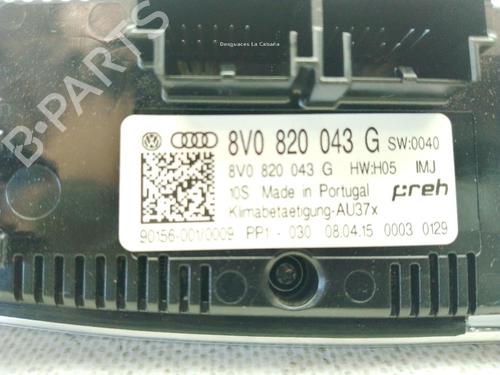 Desguaces La Cabaña
B-PARTS
8V0 820 043 G SW:0040
8V0 820 043 G HW:H05 IMJ
10S Made in Portugal preh
Klimabetaetigung-AU37x
90156-001/0009 PP1 - 030 08.04.15 0003 0129